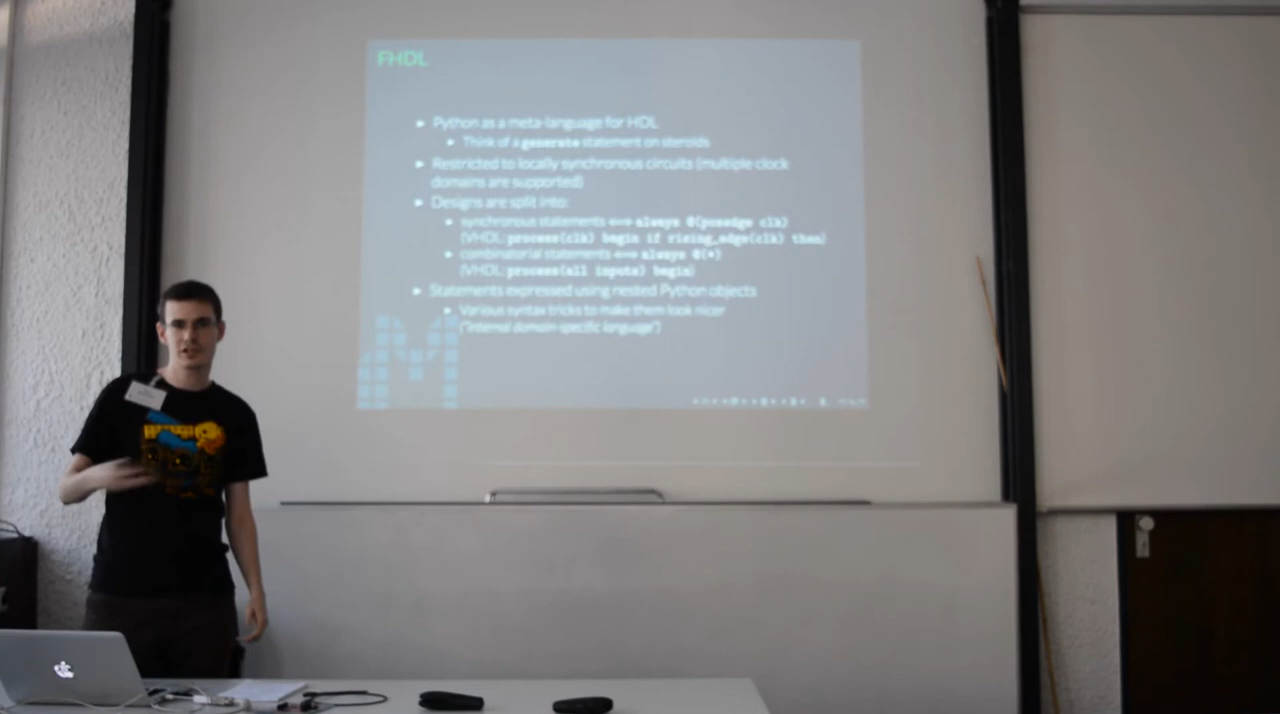 FHDL
▸ Python as a meta-language for HDL
▸ Think of a generate statement on steroids
▸ Restricted to locally synchronous circuits (multiple clock
domains are supported)
▸ Designs are split into:
▸ synchronous statements ⟷ always @(posedge clk)
(VHDL: process(clk) begin if rising_edge(clk) then)
▸ combinatorial statements ⟷ always @(*)
(VHDL: process(all inputs) begin)
▸ Statements expressed using nested Python objects
▸ Various syntax tricks to make them look nicer
("internal domain-specific language")